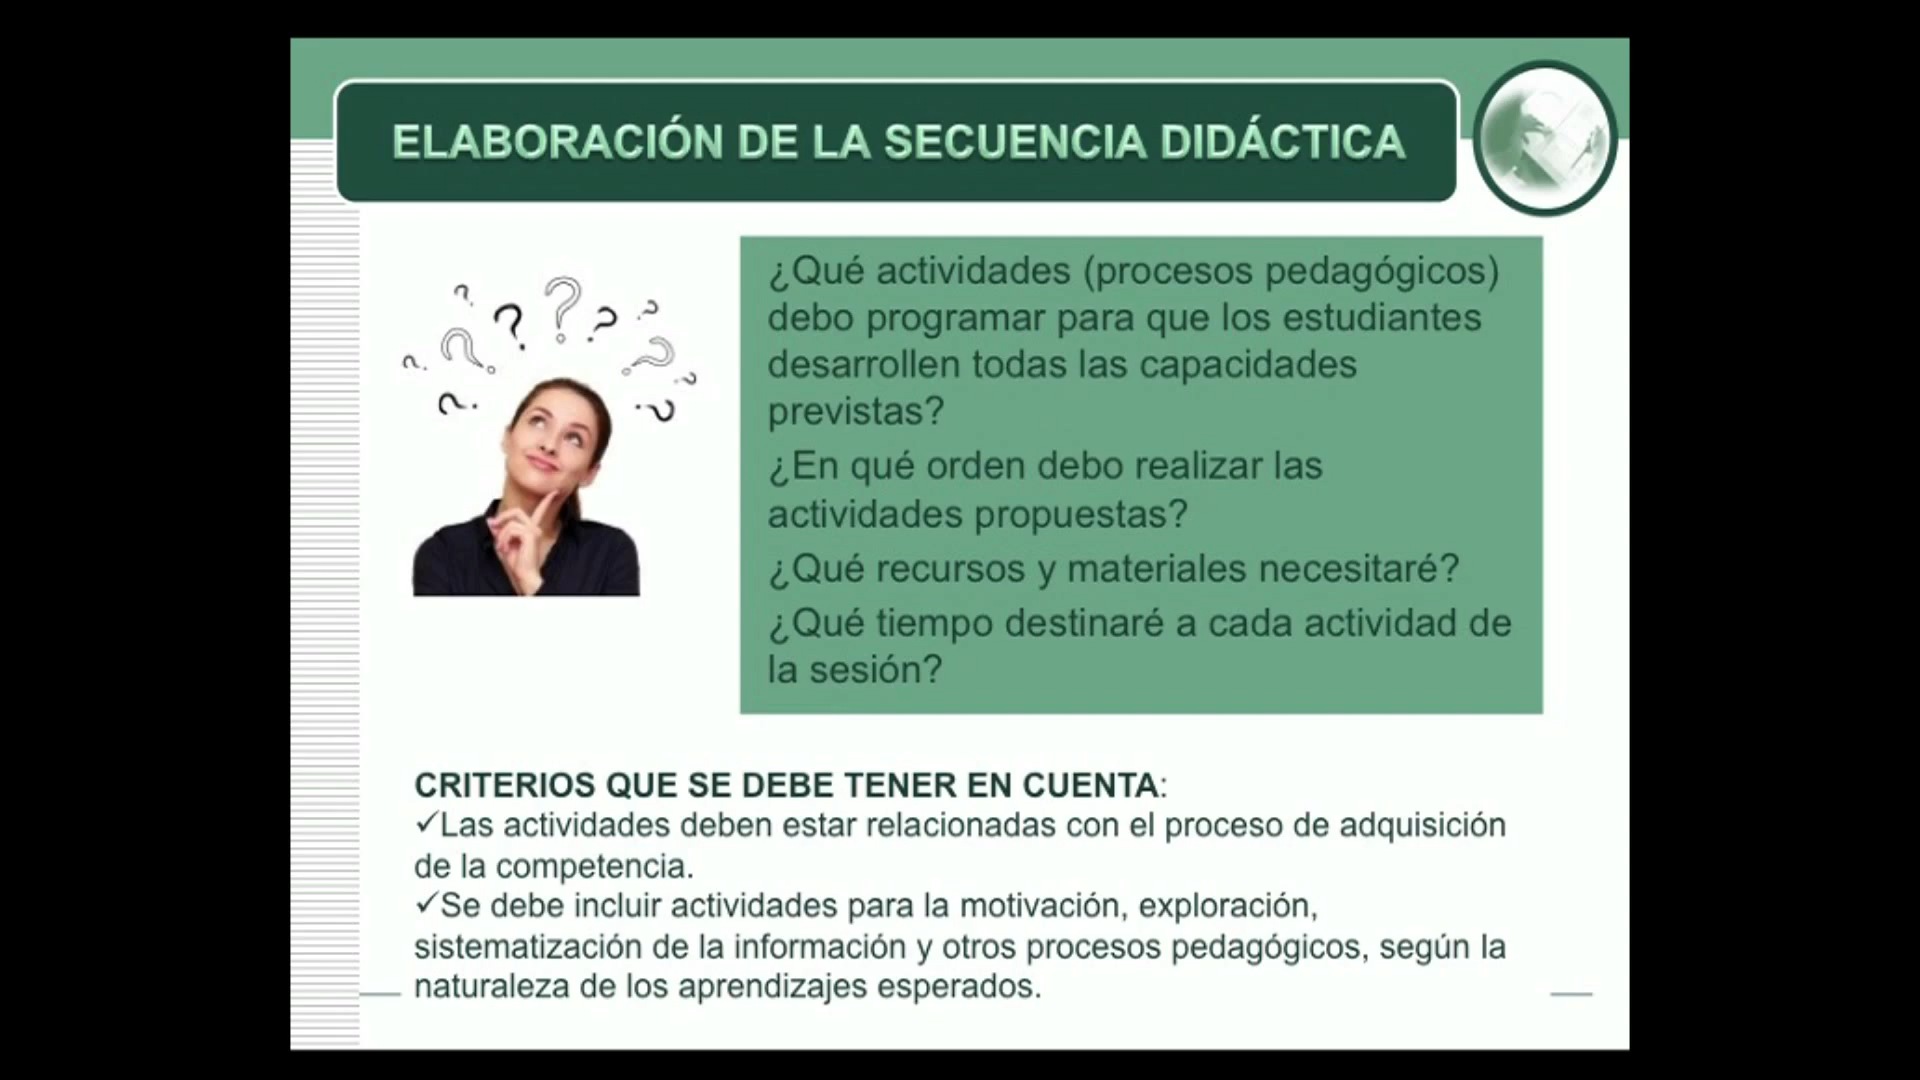 ELABORACIÓN DE LA SECUENCIA DIDÁCTICA
¿Qué actividades (procesos pedagógicos)
debo programar para que los estudiantes
desarrollen todas las capacidades
previstas?
¿En qué orden debo realizar las
actividades propuestas?
¿Qué recursos y materiales necesitaré?
¿Qué tiempo destinaré a cada actividad de
la sesión?
CRITERIOS QUE SE DEBE TENER EN CUENTA:
✓Las actividades deben estar relacionadas con el proceso de adquisición
de la competencia.
✓Se debe incluir actividades para la motivación, exploración,
sistematización de la información y otros procesos pedagógicos, según la
naturaleza de los aprendizajes esperados.